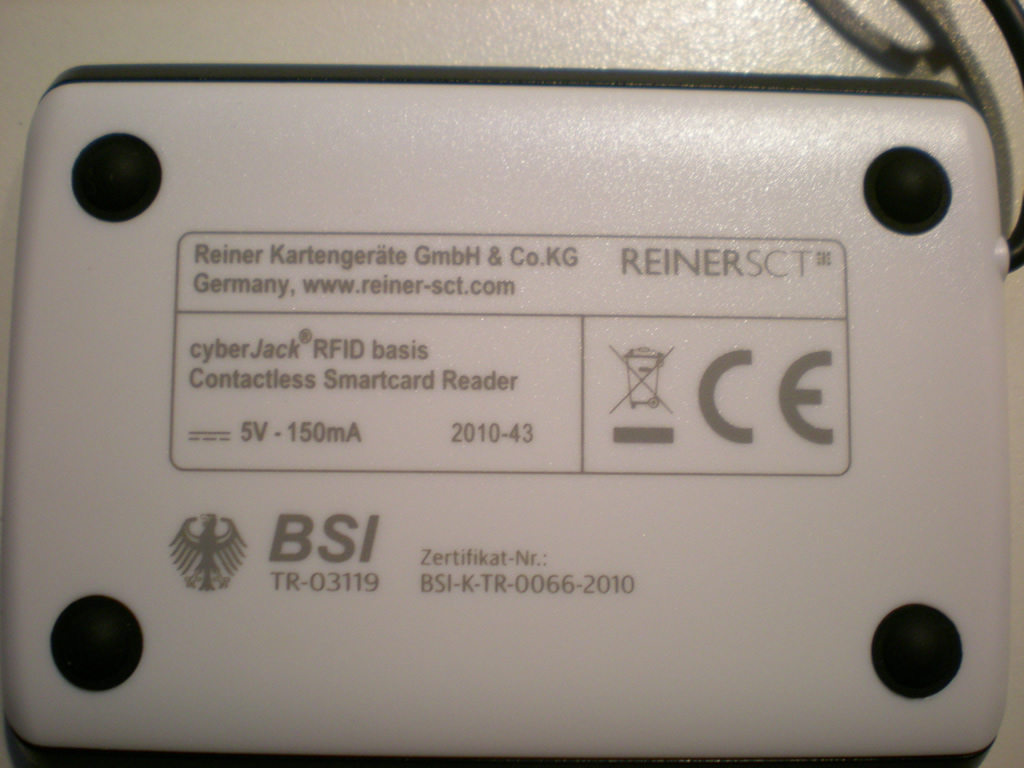 Reiner Kartengeräte GmbH & Co.KG
Germany, www.reiner-sct.com
REINERSCT
cyberJack® RFID basis
Contactless Smartcard Reader
5V - 150mA 2010-43
CE
BSI
TR-03119
Zertifikat-Nr.:
BSI-K-TR-0066-2010